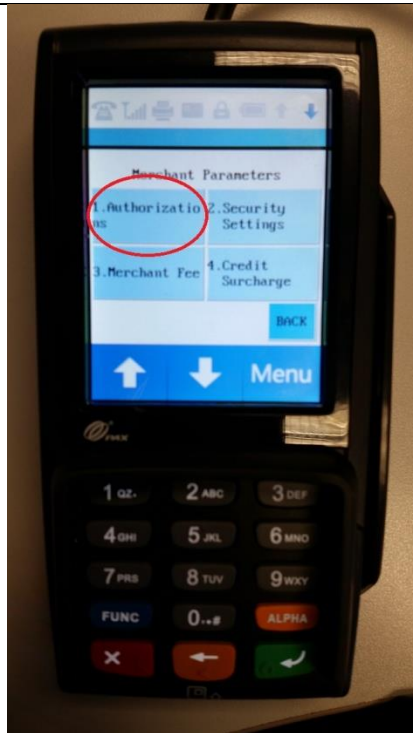 Merchant Parameters
1.Authorizatio
ns
2.Security
Settings
3.Merchant Fee
4.Credit
Surcharge
BACK
Menu
PAX
1 QZ.
2 ABC
3 DEF
4 GHI
5 JKL
6 MNO
7 PRS
8 TUV
9 WXY
FUNC
0
ALPHA